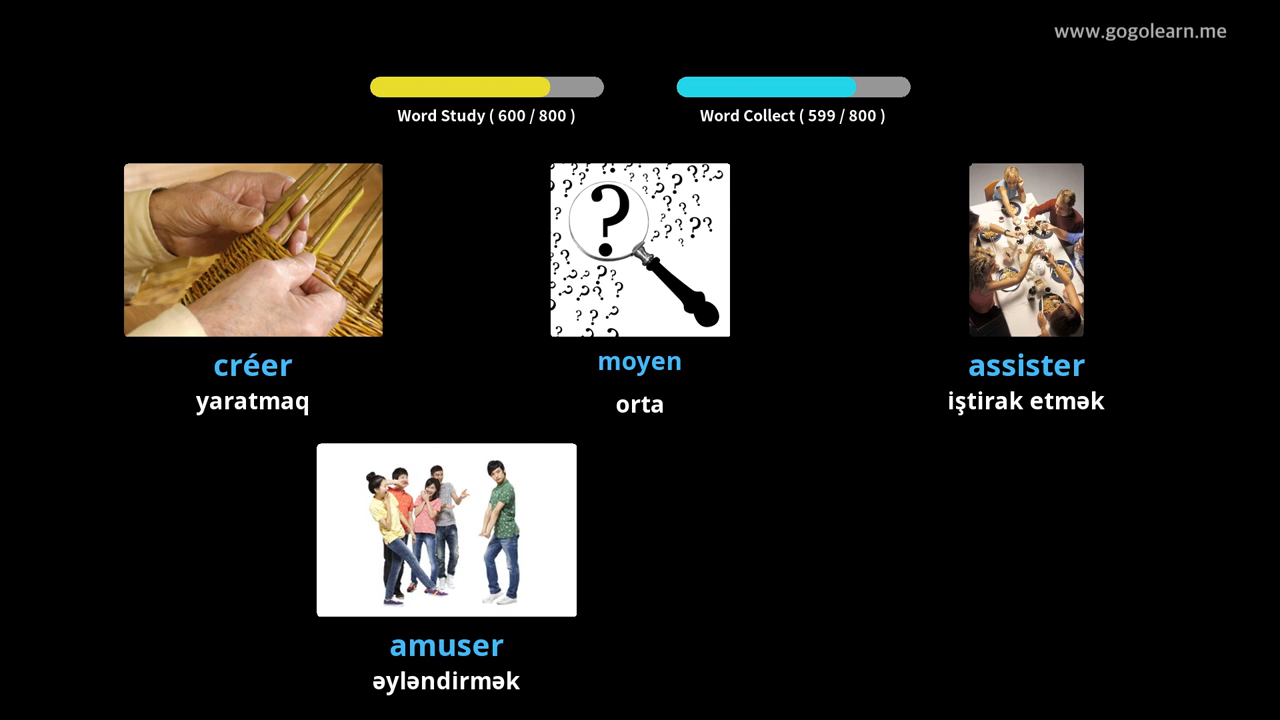 www.gogolearn.me
Word Study ( 600 / 800 )
Word Collect ( 599 / 800 )
créer
yaratmaq
moyen
orta
assister
iştirak etmək
amuser
əyləndirmək